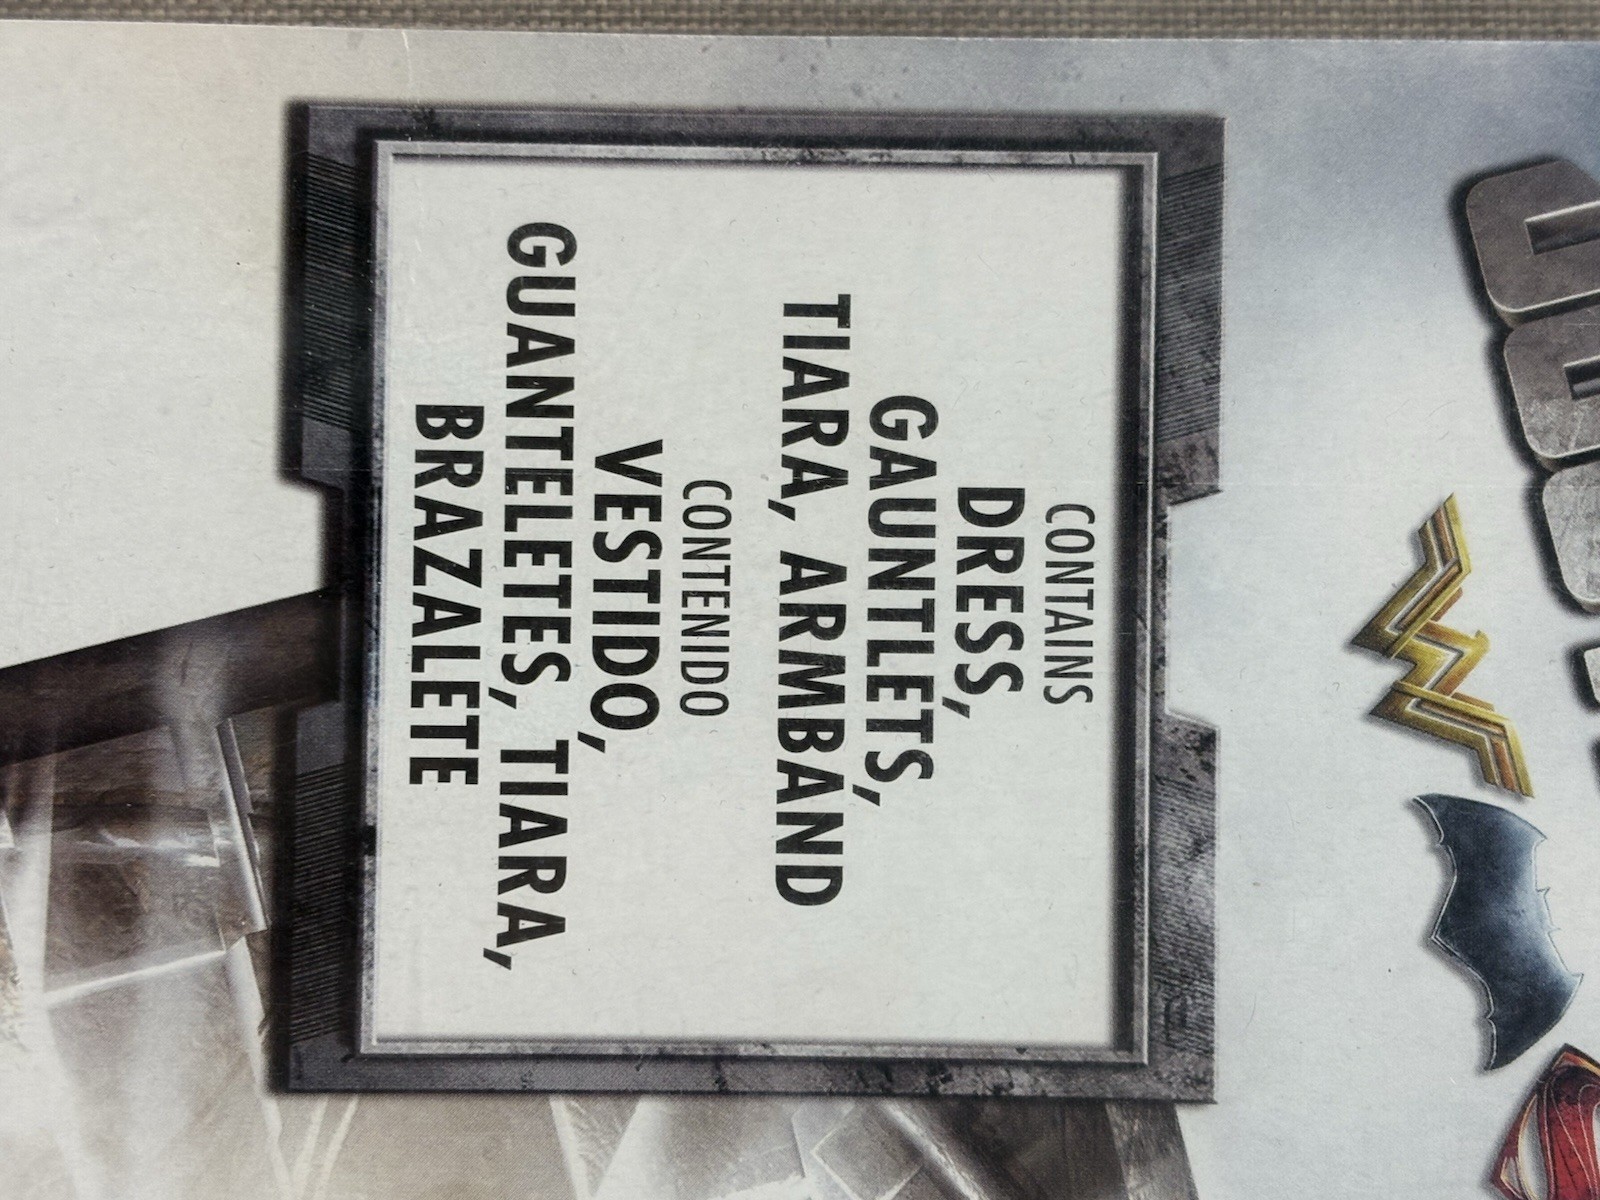 CONTAINS
DRESS,
GAUNTLETS,
TIARA, ARMBAND
CONTENIDO
VESTIDO,
GUANTELETES, TIARA,
BRAZALETE